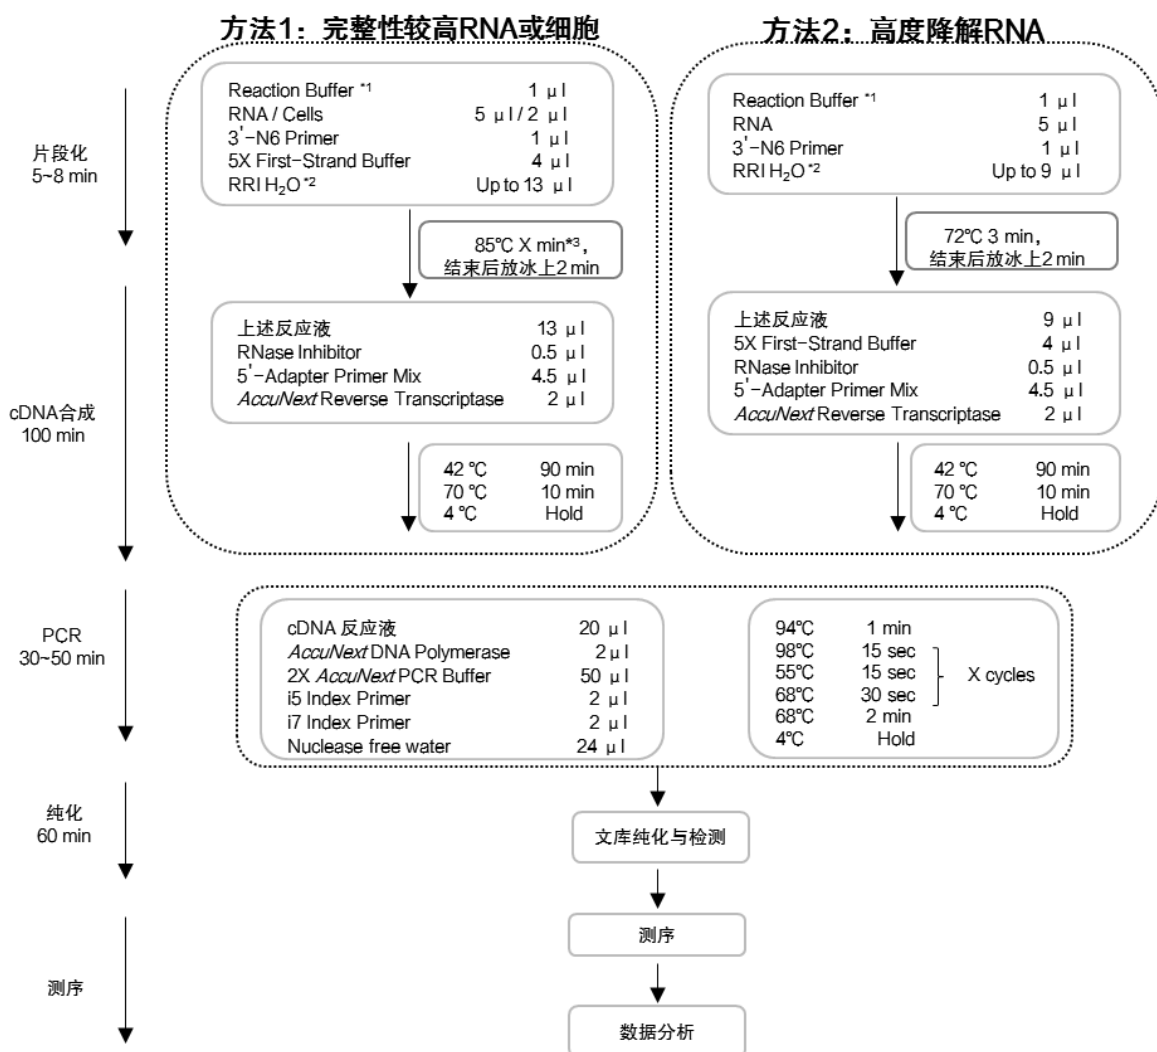 方法1：完整性较高RNA或细胞
方法2：高度降解RNA
片段化
5~8 min
Reaction Buffer *1 1 μl
RNA / Cells 5 μl / 2 μl
3'-N6 Primer 1 μl
5X First-Strand Buffer 4 μl
RRI H₂O*2 Up to 13 μl
Reaction Buffer *1 1 μl
RNA 5 μl
3'-N6 Primer 1 μl
RRI H₂O*2 Up to 9 μl
85℃ X min*3，
结束后放冰上2 min
72℃ 3 min，
结束后放冰上2 min
cDNA合成
100 min
上述反应液 13 μl
RNase Inhibitor 0.5 μl
5'-Adapter Primer Mix 4.5 μl
AccuNext Reverse Transcriptase 2 μl
上述反应液 9 μl
5X First-Strand Buffer 4 μl
RNase Inhibitor 0.5 μl
5'-Adapter Primer Mix 4.5 μl
AccuNext Reverse Transcriptase 2 μl
42 ℃ 90 min
70 ℃ 10 min
4 ℃ Hold
42 ℃ 90 min
70 ℃ 10 min
4 ℃ Hold
PCR
30~50 min
cDNA 反应液 20 μl
AccuNext DNA Polymerase 2 μl
2X AccuNext PCR Buffer 50 μl
i5 Index Primer 2 μl
i7 Index Primer 2 μl
Nuclease free water 24 μl
94℃ 1 min
98℃ 15 sec
55℃ 15 sec
68℃ 30 sec
X cycles
68℃ 2 min
4℃ Hold
纯化
60 min
文库纯化与检测
测序
测序
数据分析